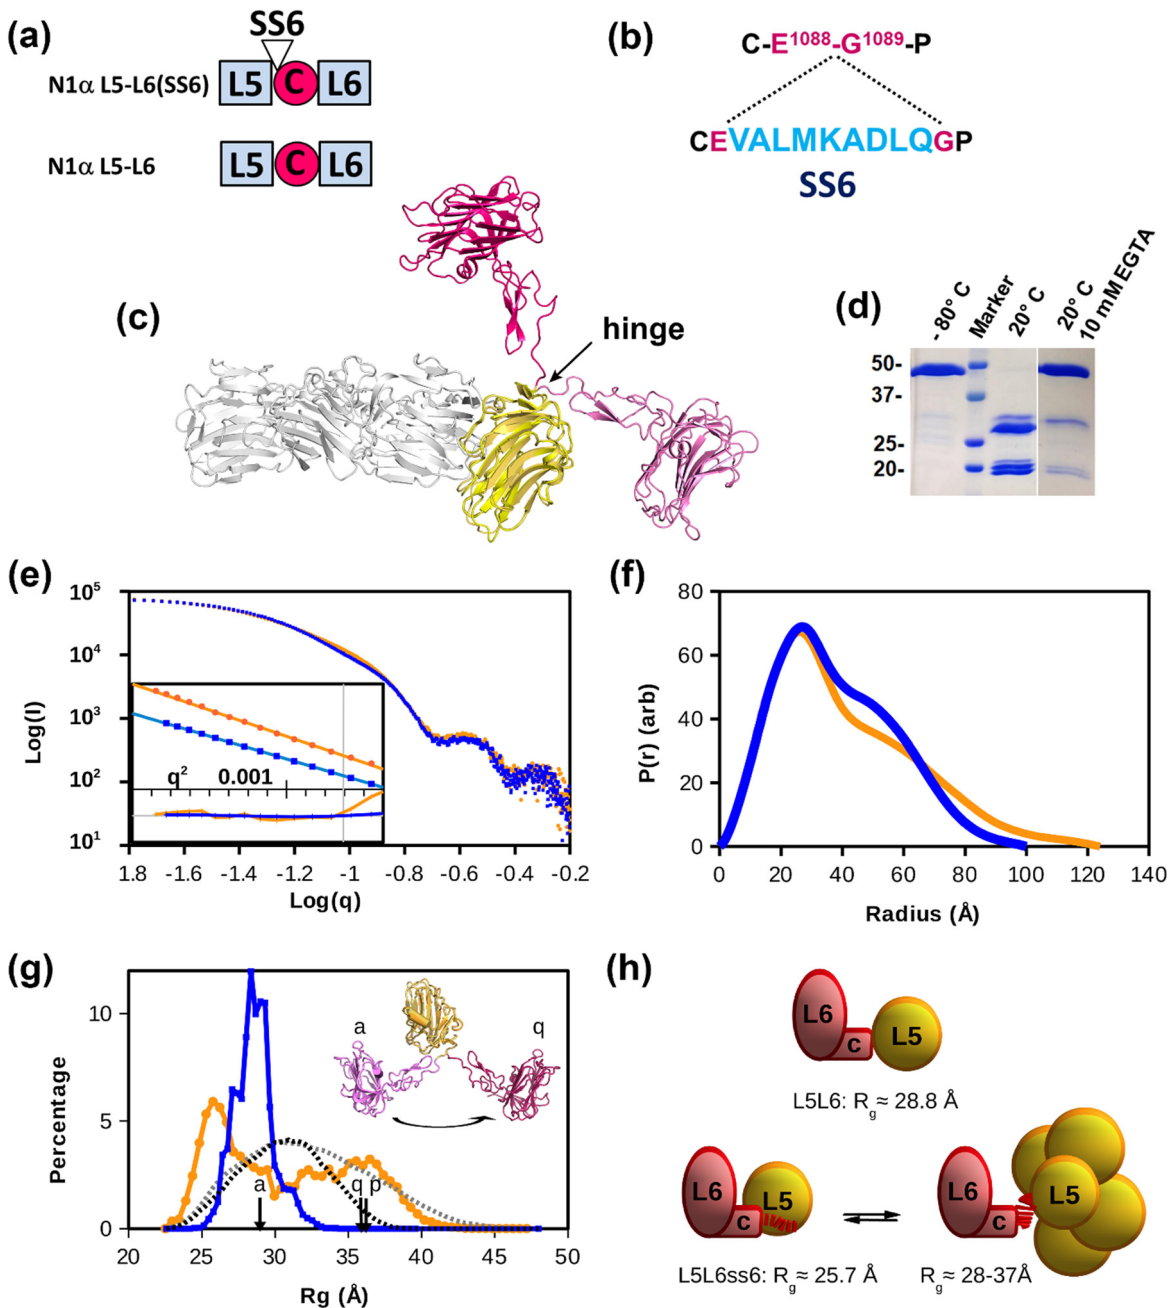 (a)
SS6
N1α L5-L6(SS6)
L5 C L6
N1α L5-L6
L5 C L6
(b)
C-E1088-G1089-P
CEVALMKADLQGP
SS6
(c)
hinge
(d)
- 80° C
Marker
20° C
20° C
10 mM EGTA
50-
37-
25-
20-
(e)
Log(I)
10^5
10^4
10^3
10^2
10^1
q² 0.001
1.8 -1.6 -1.4 -1.2 -1 -0.8 -0.6 -0.4 -0.2
Log(q)
(f)
P(r) (arb)
80
60
40
20
0
0 20 40 60 80 100 120 140
Radius (Å)
(g)
Percentage
10
5
0
a q
a q p
20 25 30 35 40 45 50
Rg (Å)
(h)
L6 c L5
L5L6: Rg≈ 28.8 Å
L6 c L5
L6 c L5
L5L6ss6: Rg≈ 25.7 Å
Rg≈ 28-37Å